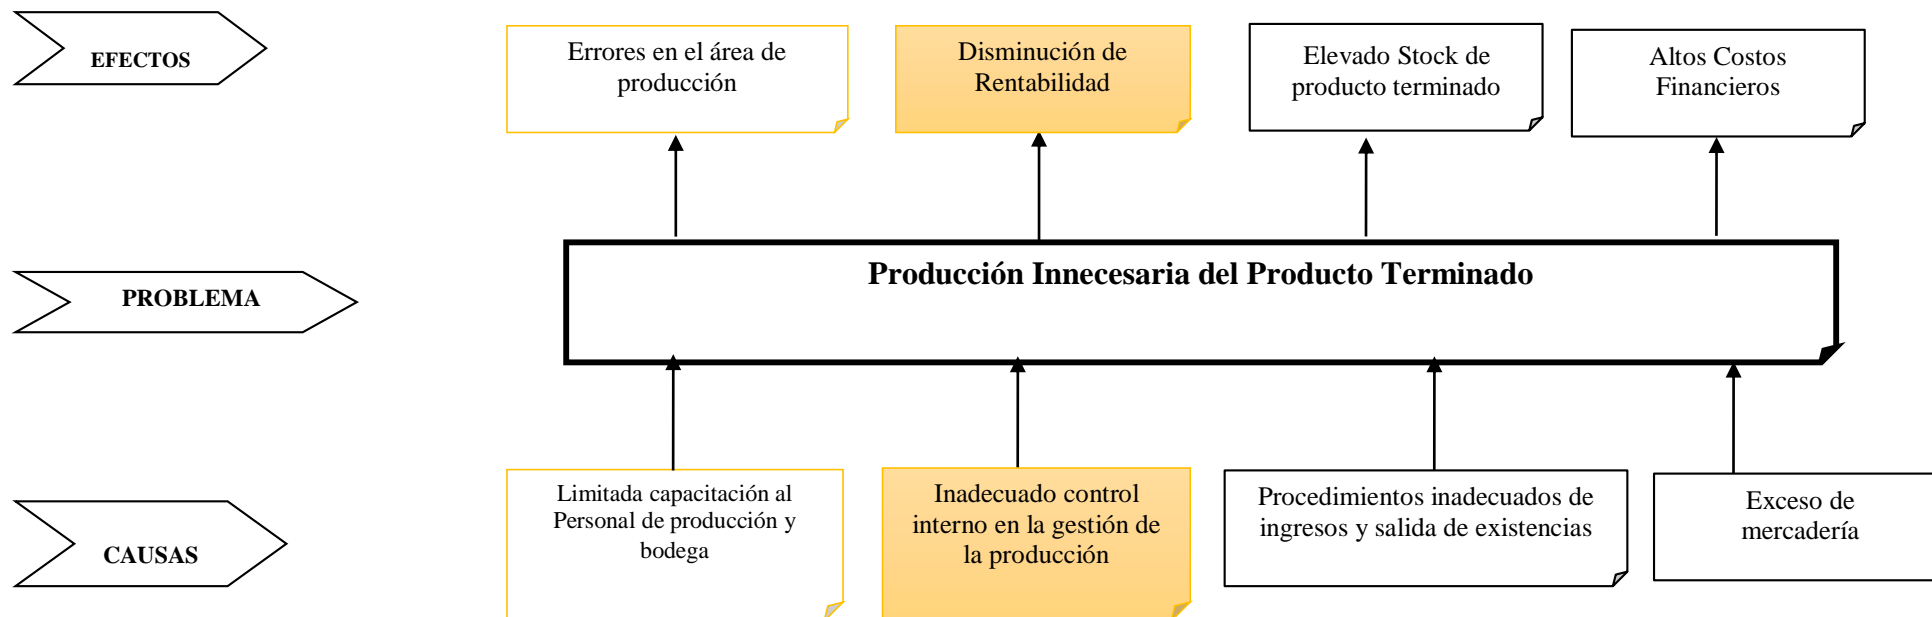 EFECTOS
Errores en el área de
producción
Disminución de
Rentabilidad
Elevado Stock de
producto terminado
Altos Costos
Financieros
PROBLEMA
Producción Innecesaria del Producto Terminado
CAUSAS
Limitada capacitación al
Personal de producción y
bodega
Inadecuado control
interno en la gestión de
la producción
Procedimientos inadecuados de
ingresos y salida de existencias
Exceso de
mercadería